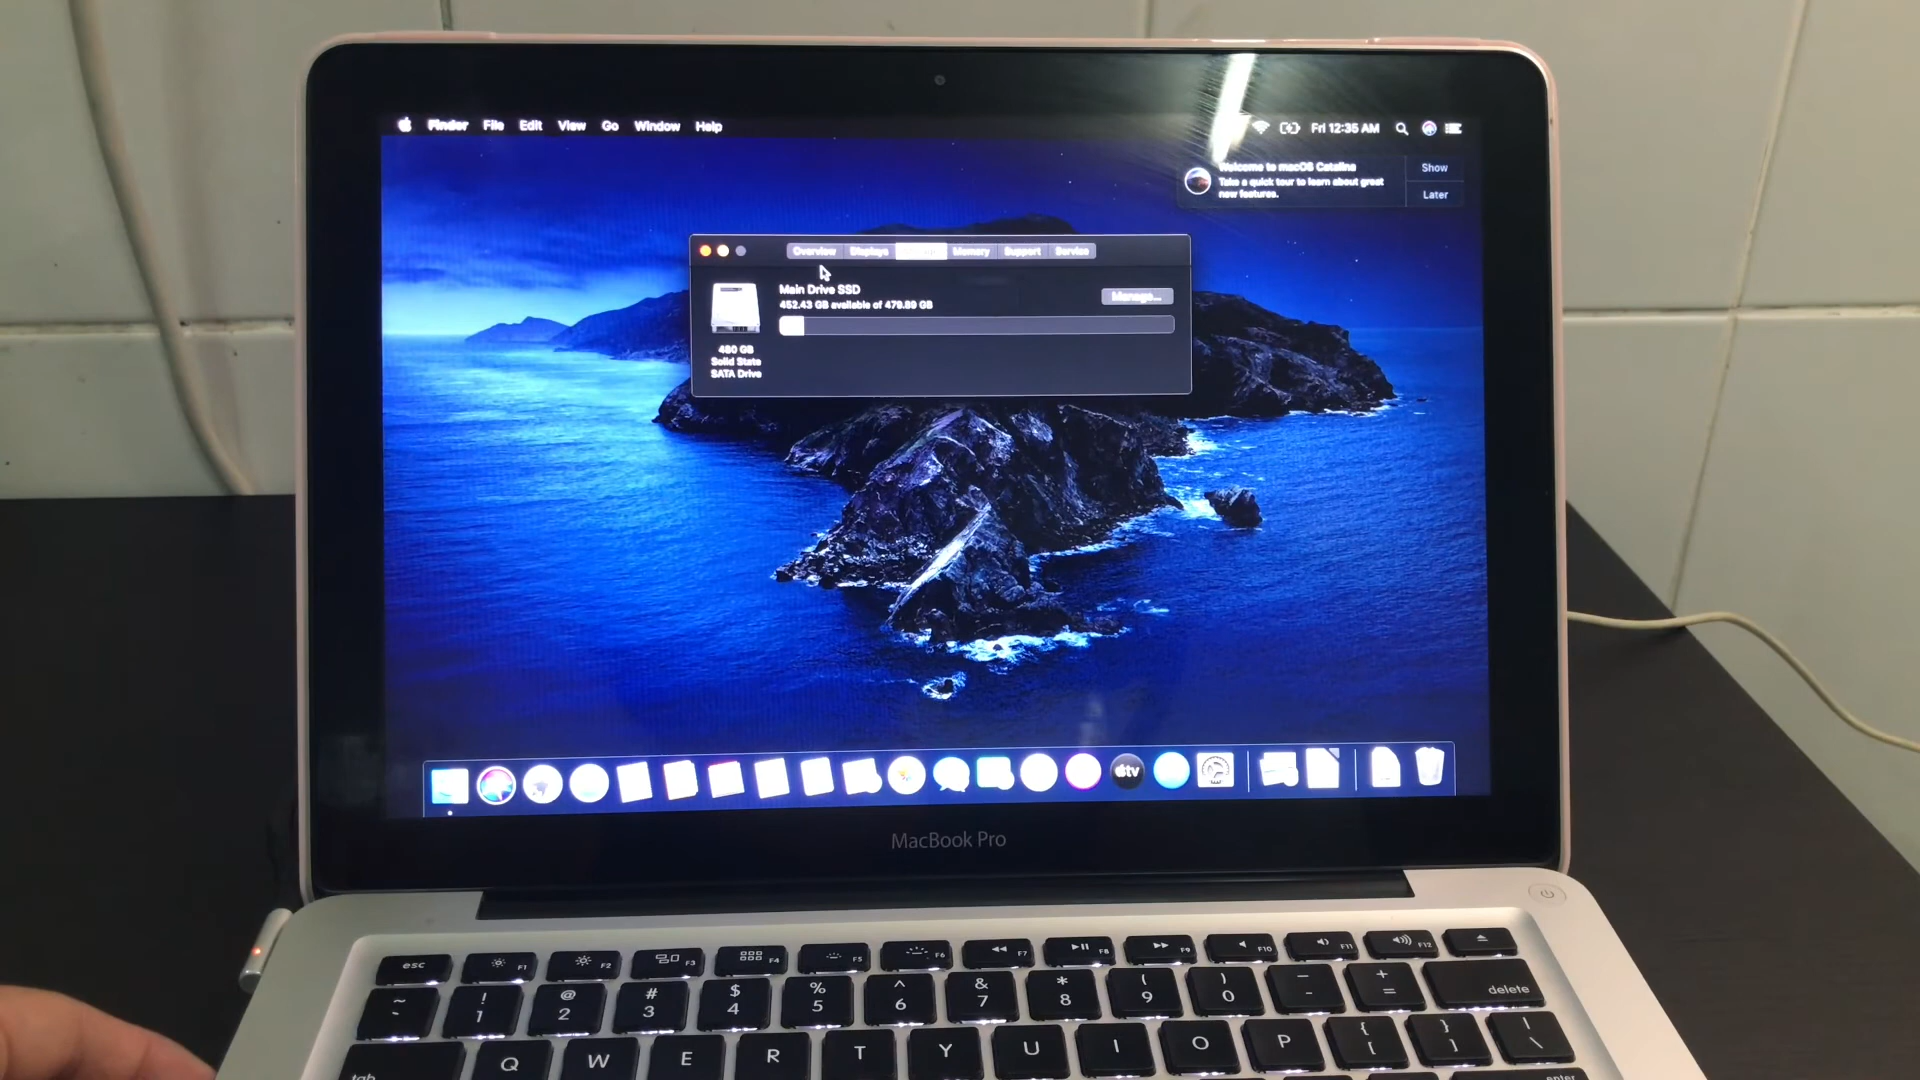 Finder File Edit View Go Window Help
Fri 12:35 AM
Welcome to macOS Catalina
Take a quick tour to learn about great
new features.
Show
Later
Overview Displays Memory Support Service
Main Drive SSD
452.43 GB available of 479.89 GB
Manage...
480 GB
Solid State
SATA Drive
tv
MacBook Pro
esc F1 F2 F3 F4 F5 F6 F7 F8 F9 F10 F11 F12
~ ! @ # $ % ^ & * ( ) _ +
` 1 2 3 4 5 6 7 8 9 0 - = delete
tab Q W E R T Y U I O P { [ } ] | \
enter